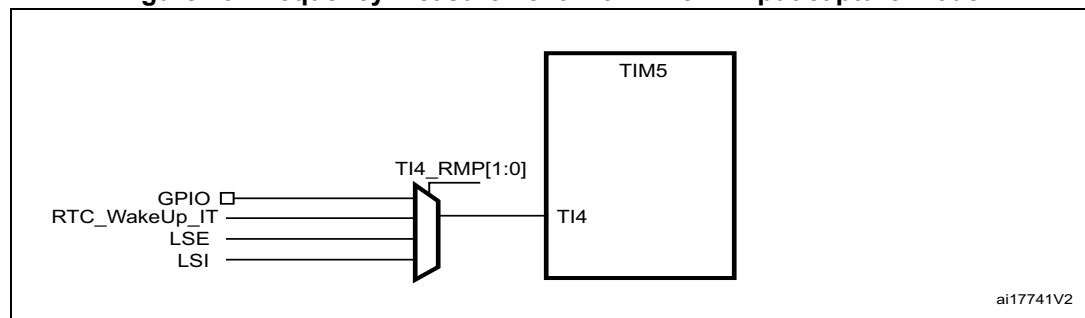 TIM5
TI4_RMP[1:0]
GPIO
RTC_WakeUp_IT
TI4
LSE
LSI
ai17741V2